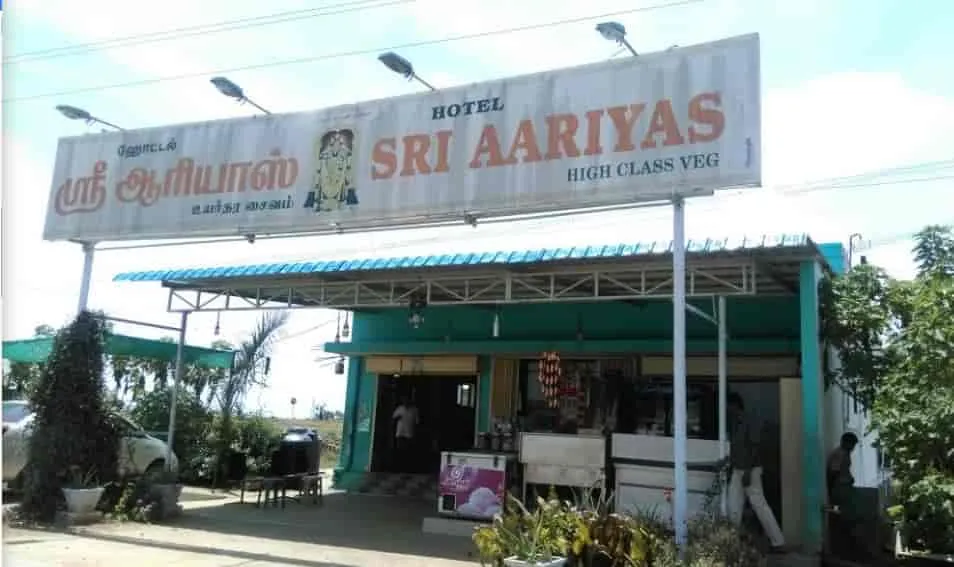 ஹோட்டல்
ஸ்ரீ ஆரியாஸ்
உயர்தர சைவம்
HOTEL
SRI AARIYAS
HIGH CLASS VEG